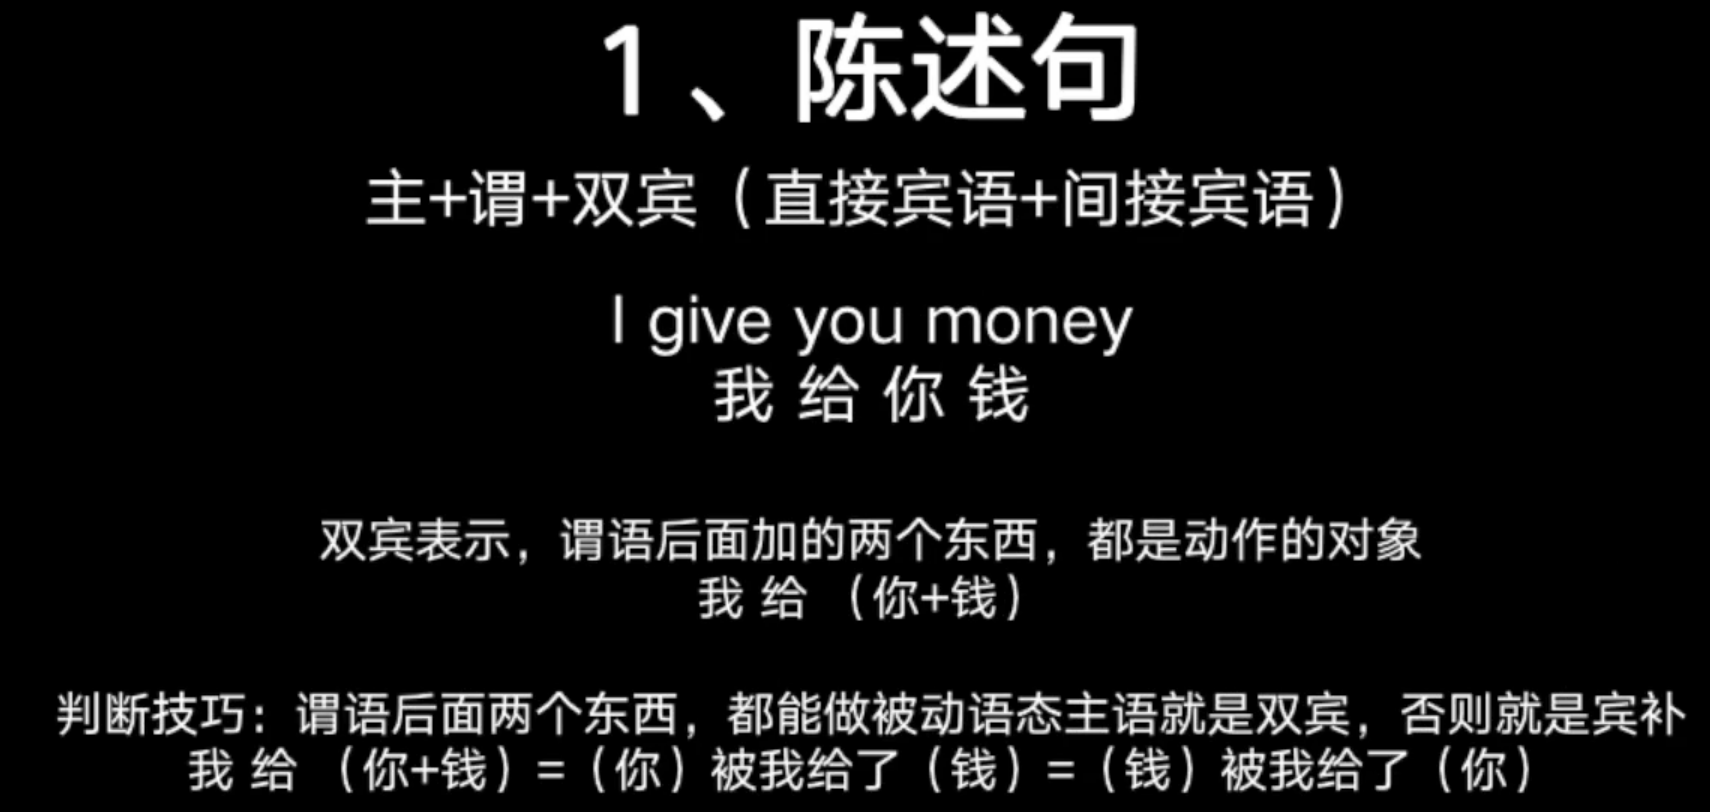 1、陈述句
主+谓+双宾（直接宾语+间接宾语）
I give you money
我 给 你 钱
双宾表示，谓语后面加的两个东西，都是动作的对象
我 给 （你+钱）
判断技巧：谓语后面两个东西，都能做被动语态主语就是双宾，否则就是宾补
我 给 （你+钱）=（你）被我给了（钱）=（钱）被我给了（你）